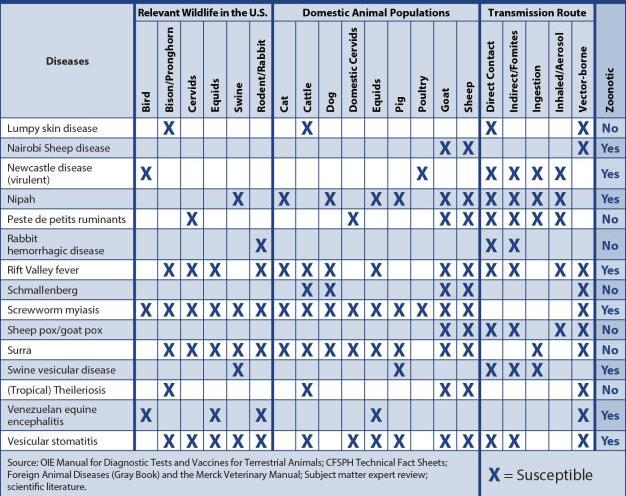 Relevant Wildlife in the U.S. Domestic Animal Populations Transmission Route
Diseases Bird Bison/Pronghorn Cervids Equids Swine Rodent/Rabbit Cat Cattle Dog Domestic Cervids Equids Pig Poultry Goat Sheep Direct Contact Indirect/Fomites Ingestion Inhaled/Aerosol Vector-borne Zoonotic
Lumpy skin disease X X X X No
Nairobi Sheep disease X X X Yes
Newcastle disease
(virulent) X X X X X X Yes
Nipah X X X X X X X X X X X X Yes
Peste de petits ruminants X X X X X X X X No
Rabbit
hemorrhagic disease X X X No
Rift Valley fever X X X X X X X X X X X X X X Yes
Schmallenberg X X X X X No
Screwworm myiasis X X X X X X X X X X X X X X X X Yes
Sheep pox/goat pox X X X X X X No
Surra X X X X X X X X X X X X X X X No
Swine vesicular disease X X X X X Yes
(Tropical) Theileriosis X X X X X No
Venezuelan equine
encephalitis X X X X X Yes
Vesicular stomatitis X X X X X X X X X X X X X X Yes
Source: OIE Manual for Diagnostic Tests and Vaccines for Terrestrial Animals; CFSPH Technical Fact Sheets;
Foreign Animal Diseases (Gray Book) and the Merck Veterinary Manual; Subject matter expert review;
scientific literature.
X = Susceptible